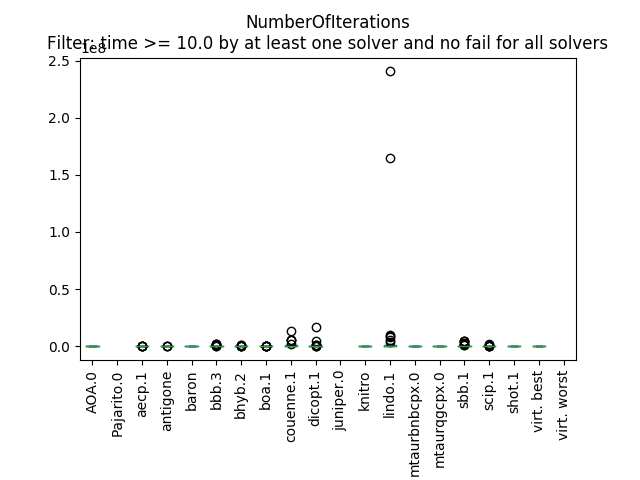 NumberOfIterations
Filter: time >= 10.0 by at least one solver and no fail for all solvers
1e8
2.5
2.0
1.5
1.0
0.5
0.0
AOA.0
Pajarito.0
aecp.1
antigone
baron
bbb.3
bhyb.2
boa.1
couenne.1
dicopt.1
juniper.0
knitro
lindo.1
mtaurbnbcpx.0
mtaurqgcpx.0
sbb.1
scip.1
shot.1
virt. best
virt. worst